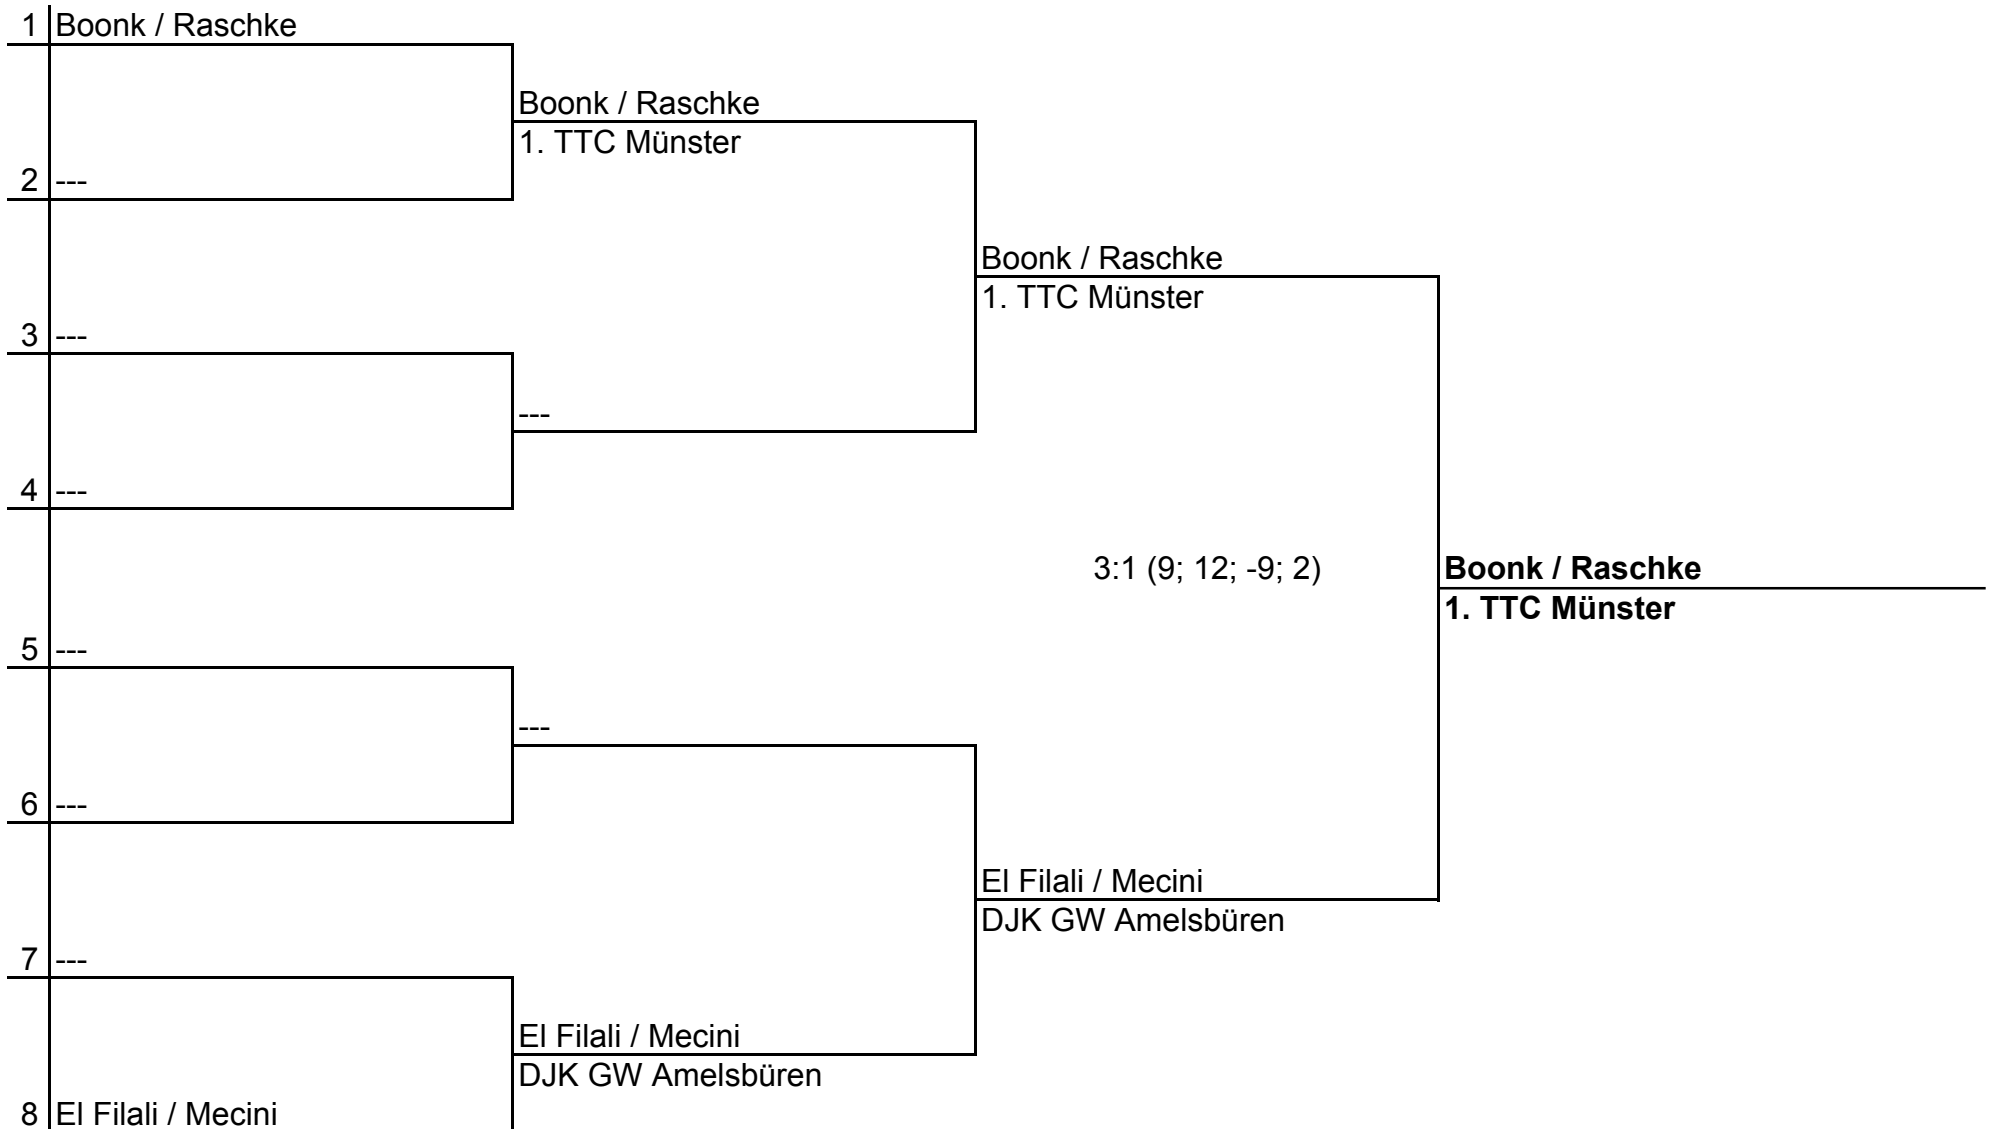 1 Boonk / Raschke
Boonk / Raschke
1. TTC Münster
2 ---
Boonk / Raschke
1. TTC Münster
3 ---
---
4 ---
3:1 (9; 12; -9; 2)
Boonk / Raschke
1. TTC Münster
5 ---
---
6 ---
El Filali / Mecini
DJK GW Amelsbüren
7 ---
El Filali / Mecini
DJK GW Amelsbüren
8 El Filali / Mecini